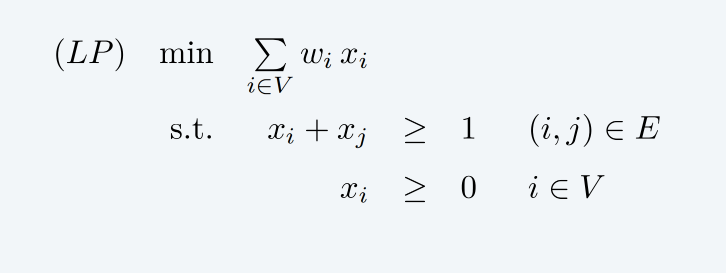 (LP) min ∑ w_i x_i
i∈V
s.t. x_i + x_j ≥ 1 (i, j) ∈ E
x_i ≥ 0 i ∈ V